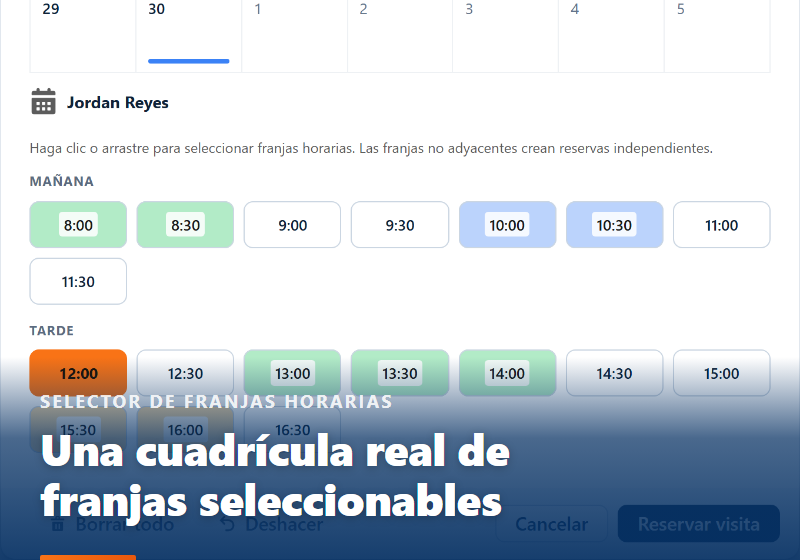 29 30 1 2 3 4 5
Jordan Reyes
Haga clic o arrastre para seleccionar franjas horarias. Las franjas no adyacentes crean reservas independientes.
MAÑANA
8:00 8:30 9:00 9:30 10:00 10:30 11:00
11:30
TARDE
12:00 12:30 13:00 13:30 14:00 14:30 15:00
SELECTOR DE FRANJAS HORARIAS
15:30 16:00 16:30
Una cuadrícula real de
franjas seleccionables
Borrar todo Deshacer Cancelar Reservar visita